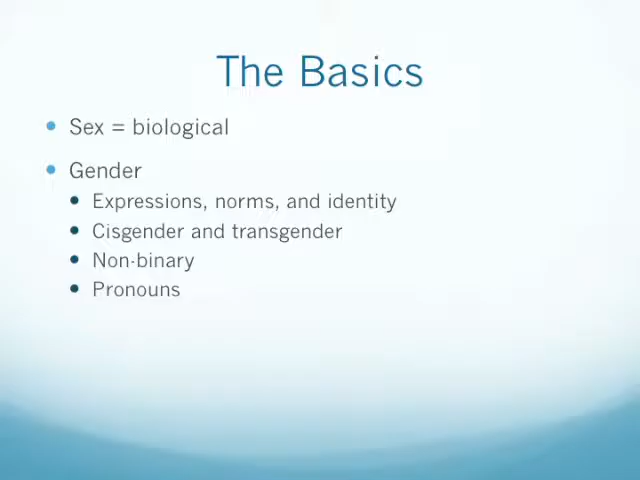 The Basics
Sex = biological
Gender
Expressions, norms, and identity
Cisgender and transgender
Non-binary
Pronouns